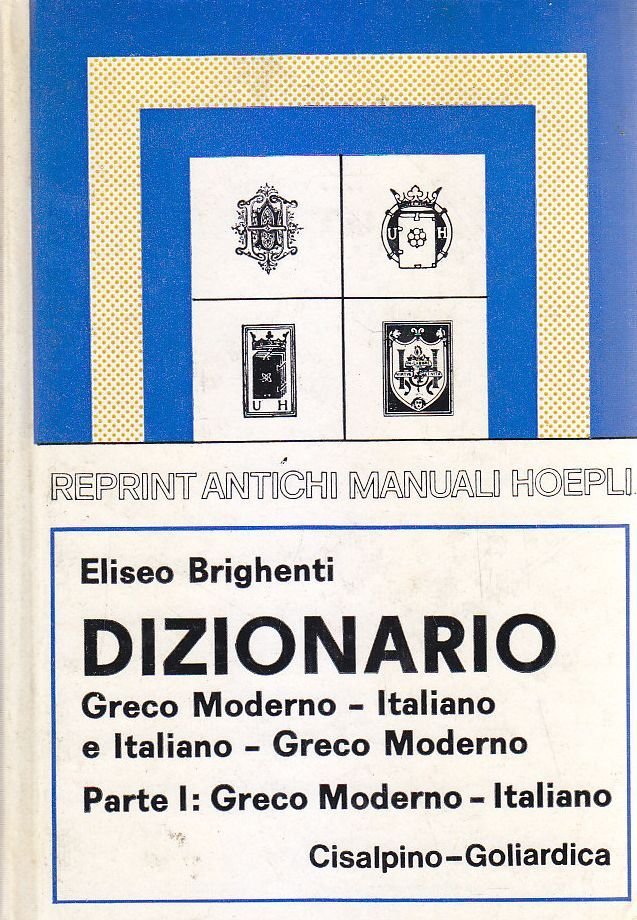 U H
U H
REPRINT ANTICHI MANUALI HOEPLI
Eliseo Brighenti
DIZIONARIO
Greco Moderno - Italiano
e Italiano - Greco Moderno
Parte I: Greco Moderno - Italiano
Cisalpino-Goliardica